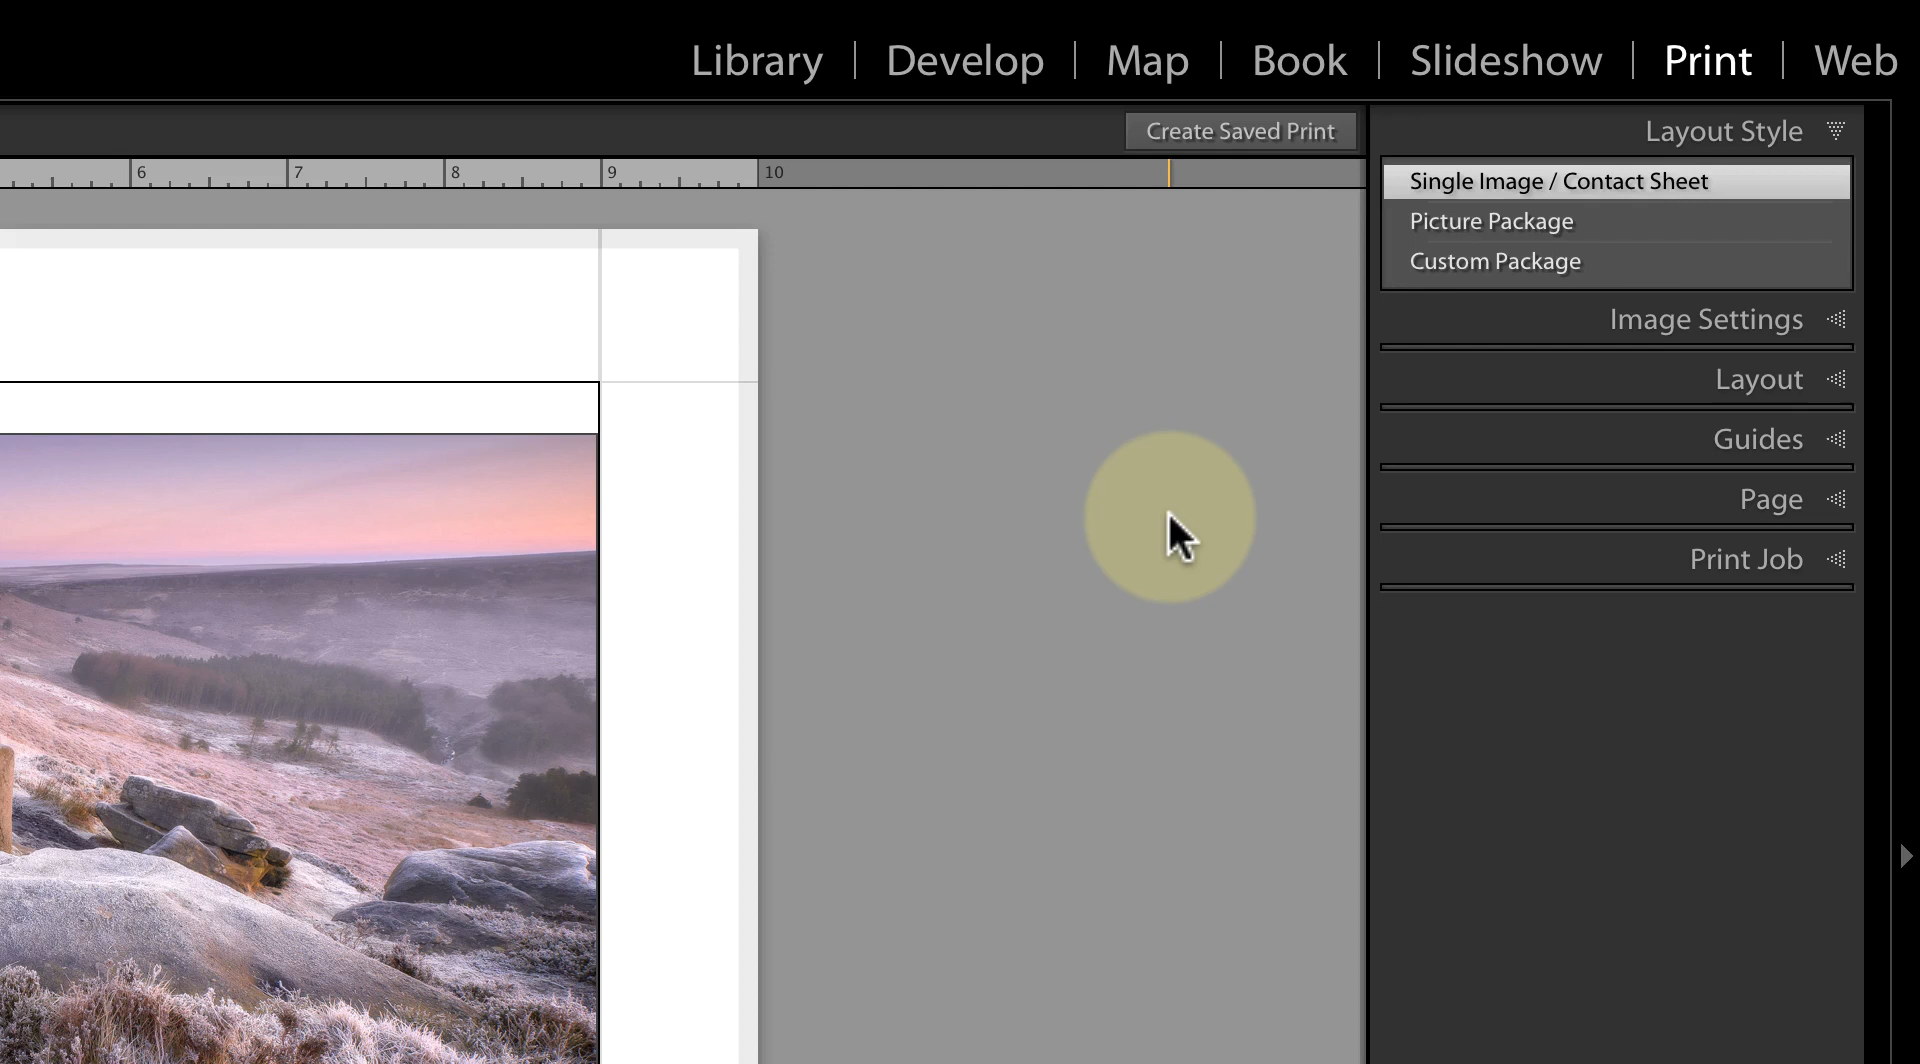 Library | Develop | Map | Book | Slideshow | Print | Web
Create Saved Print
6 7 8 9 10
Layout Style
Single Image / Contact Sheet
Picture Package
Custom Package
Image Settings
Layout
Guides
Page
Print Job